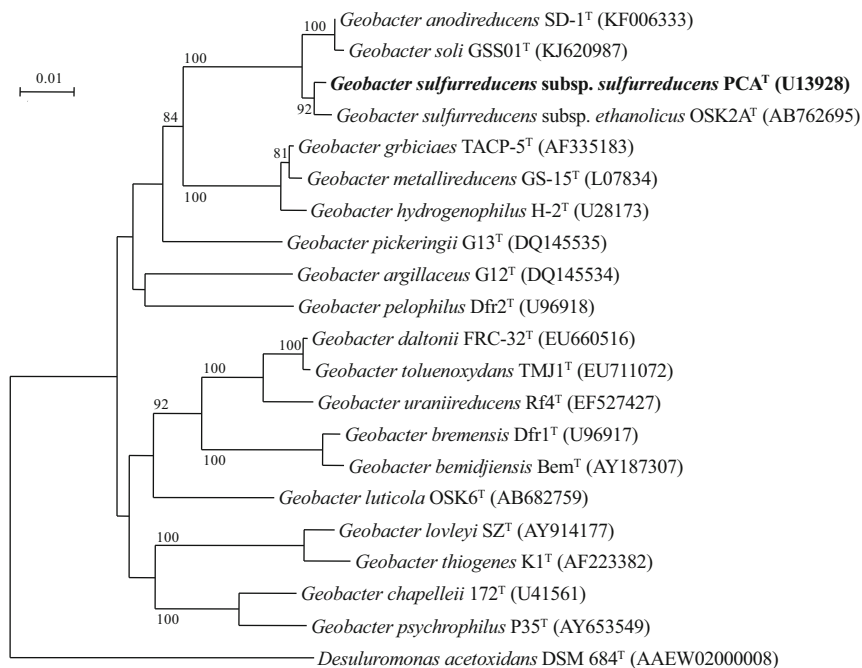 Geobacter anodireducens SD-1ᵀ (KF006333)
100
Geobacter soli GSS01ᵀ (KJ620987)
100
0.01
Geobacter sulfurreducens subsp. sulfurreducens PCAᵀ (U13928)
92
Geobacter sulfurreducens subsp. ethanolicus OSK2Aᵀ (AB762695)
84
Geobacter grbiciaes TACP-5ᵀ (AF335183)
81
Geobacter metallireducens GS-15ᵀ (L07834)
100
Geobacter hydrogenophilus H-2ᵀ (U28173)
Geobacter pickeringii G13ᵀ (DQ145535)
Geobacter argillaceus G12ᵀ (DQ145534)
Geobacter pelophilus Dfr2ᵀ (U96918)
Geobacter daltonii FRC-32ᵀ (EU660516)
100
Geobacter toluenoxydans TMJ1ᵀ (EU711072)
100
Geobacter uraniireducens Rf4ᵀ (EF527427)
92
Geobacter bremensis Dfr1ᵀ (U96917)
100
Geobacter bemidjiensis Bemᵀ (AY187307)
Geobacter luticola OSK6ᵀ (AB682759)
Geobacter lovleyi SZᵀ (AY914177)
100
Geobacter thiogenes K1ᵀ (AF223382)
Geobacter chapelleii 172ᵀ (U41561)
100
Geobacter psychrophilus P35ᵀ (AY653549)
Desuluromonas acetoxidans DSM 684ᵀ (AAEW02000008)